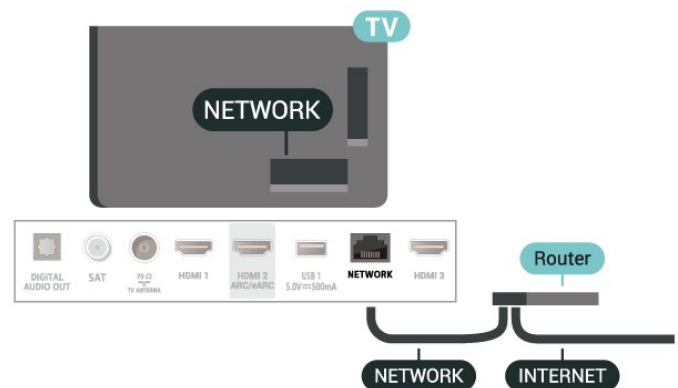 TV
NETWORK
DIGITAL
AUDIO OUT
SAT
75 Ω
TV ANTENNA
HDMI 1
HDMI 2
ARC/eARC
USB 1
5.0V⎓500mA
NETWORK
HDMI 3
Router
NETWORK
INTERNET